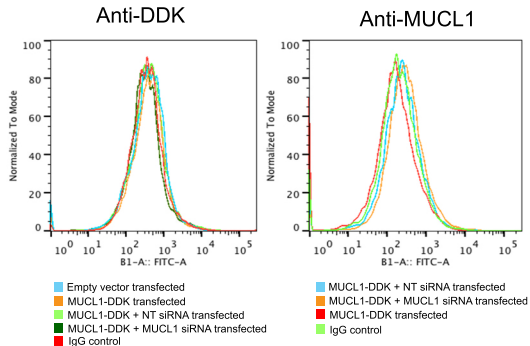 Anti-DDK
Anti-MUCL1
100
80
60
40
20
0
Normalized To Mode
10^0 10^1 10^2 10^3 10^4 10^5
B1-A:: FITC-A
100
80
60
40
20
0
Normalized To Mode
10^0 10^1 10^2 10^3 10^4 10^5
B1-A:: FITC-A
Empty vector transfected
MUCL1-DDK transfected
MUCL1-DDK + NT siRNA transfected
MUCL1-DDK + MUCL1 siRNA transfected
IgG control
MUCL1-DDK + NT siRNA transfected
MUCL1-DDK + MUCL1 siRNA transfected
MUCL1-DDK transfected
IgG control